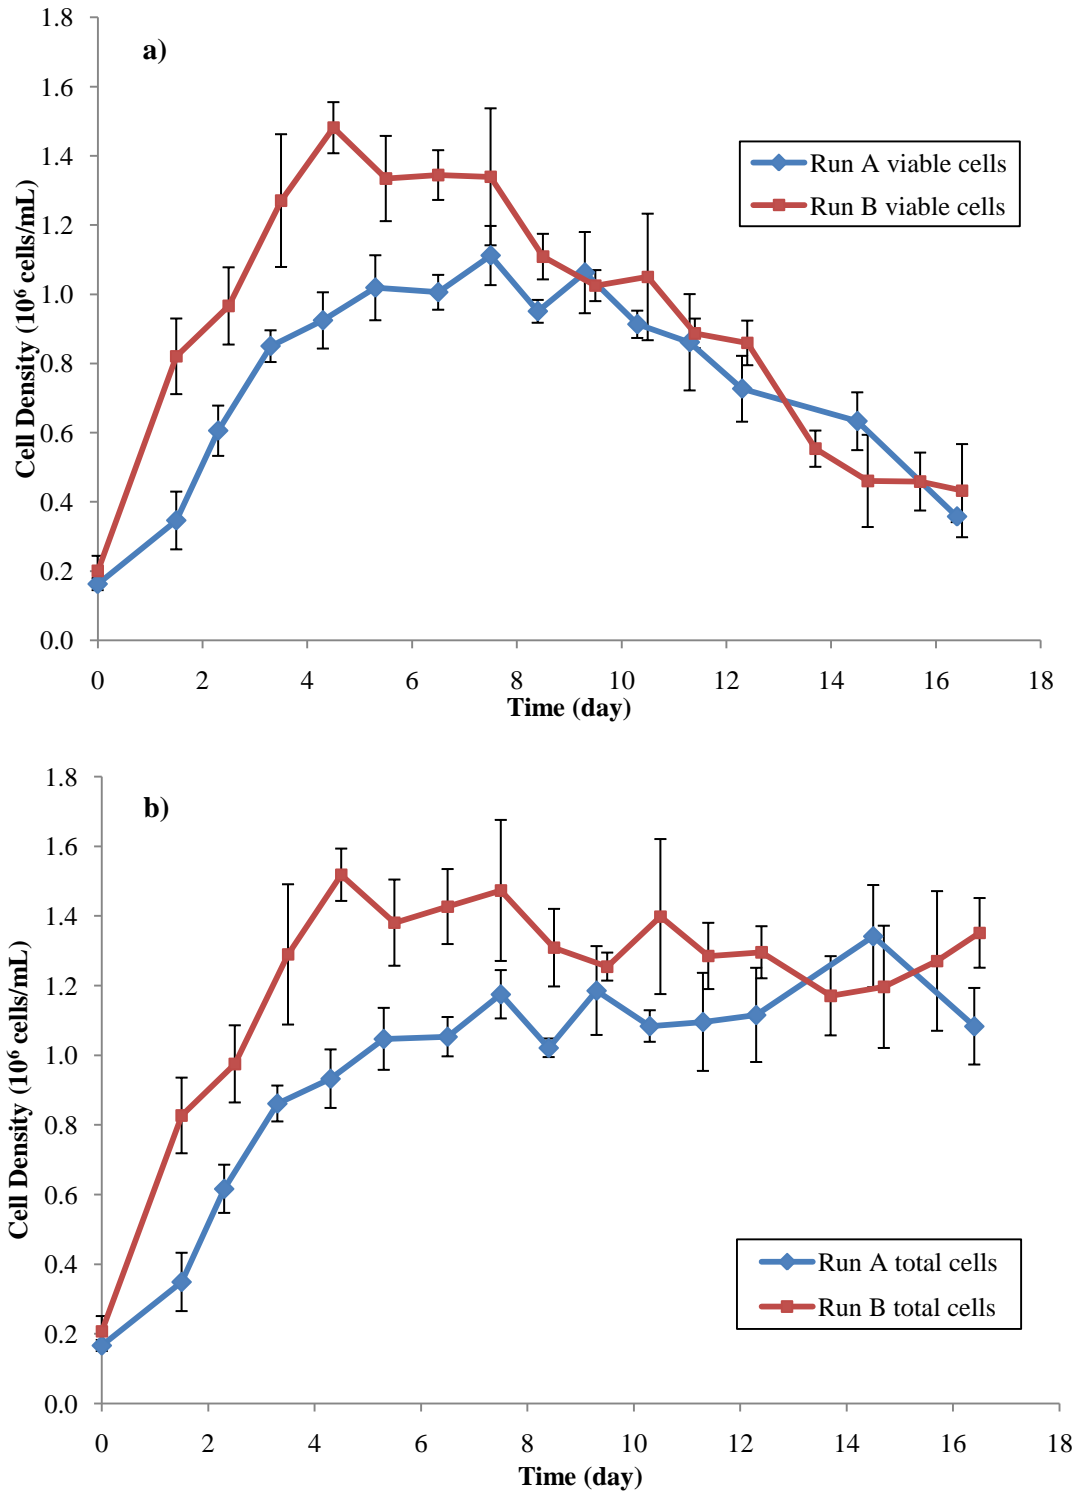 a)
1.8
1.6
1.4
1.2
1.0
0.8
0.6
0.4
0.2
0.0
Cell Density (10⁶ cells/mL)
Run A viable cells
Run B viable cells
0 2 4 6 8 10 12 14 16 18
Time (day)
b)
1.8
1.6
1.4
1.2
1.0
0.8
0.6
0.4
0.2
0.0
Cell Density (10⁶ cells/mL)
Run A total cells
Run B total cells
0 2 4 6 8 10 12 14 16 18
Time (day)